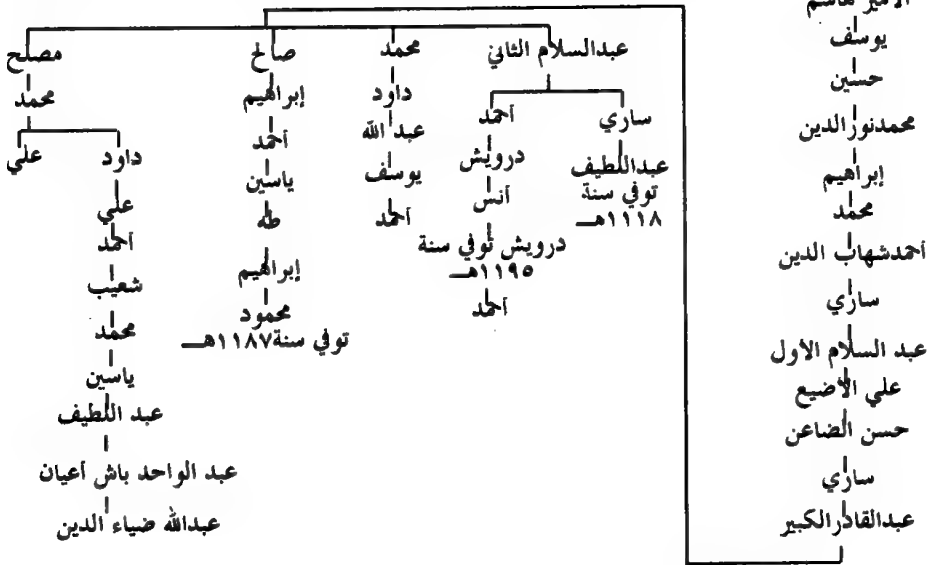 الأمير هاشم
يوسف
حسين
محمدنورالدين
إبراهيم
محمد
أحمدشهاب الدين
ساري
عبد السلام الاول
علي الأضيع
حسن الضاعن
ساري
عبدالقادرالكبير
عبدالسلام الثاني
ساري
عبداللطيف
توفي سنة
١١١٨هـ
أحمد
درويش
أنس
درويش توفي سنة
١١٩٥هـ
أحمد
محمد
داود
عبد الله
يوسف
أحمد
صالح
إبراهيم
أحمد
ياسين
طه
إبراهيم
محمود
توفي سنة١١٨٧هـ
مصلح
محمد
داود
علي
أحمد
شعيب
محمد
ياسين
عبد اللطيف
عبد الواحد باش أعيان
عبدالله ضياء الدين
علي